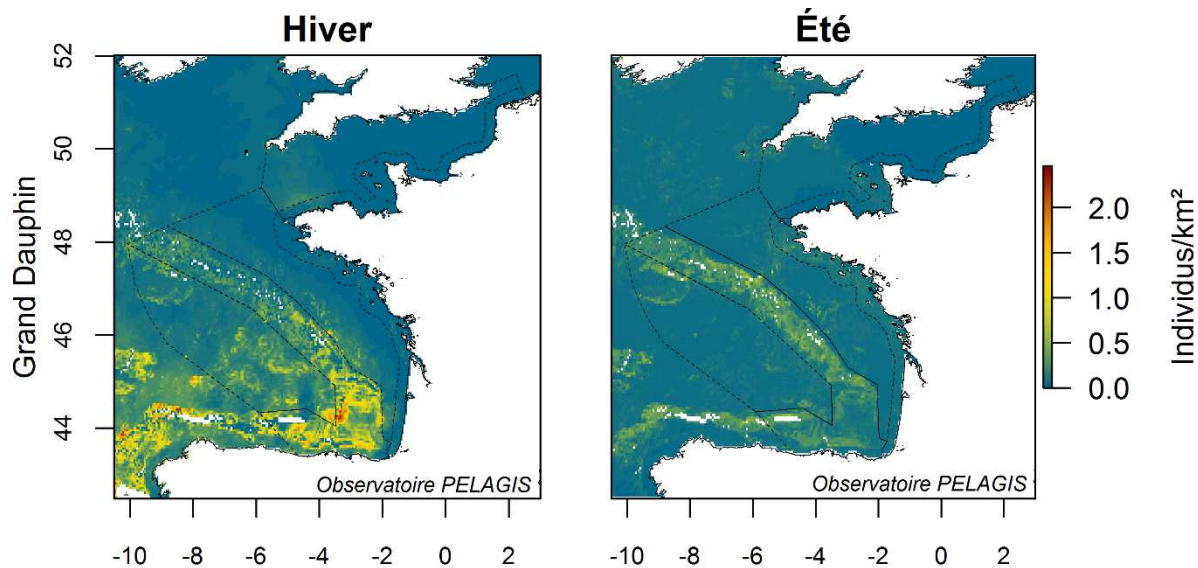 Hiver
Été
Grand Dauphin
52
50
48
46
44
Observatoire PELAGIS
Observatoire PELAGIS
-10 -8 -6 -4 -2 0 2
-10 -8 -6 -4 -2 0 2
2.0
1.5
1.0
0.5
0.0
Individus/km²